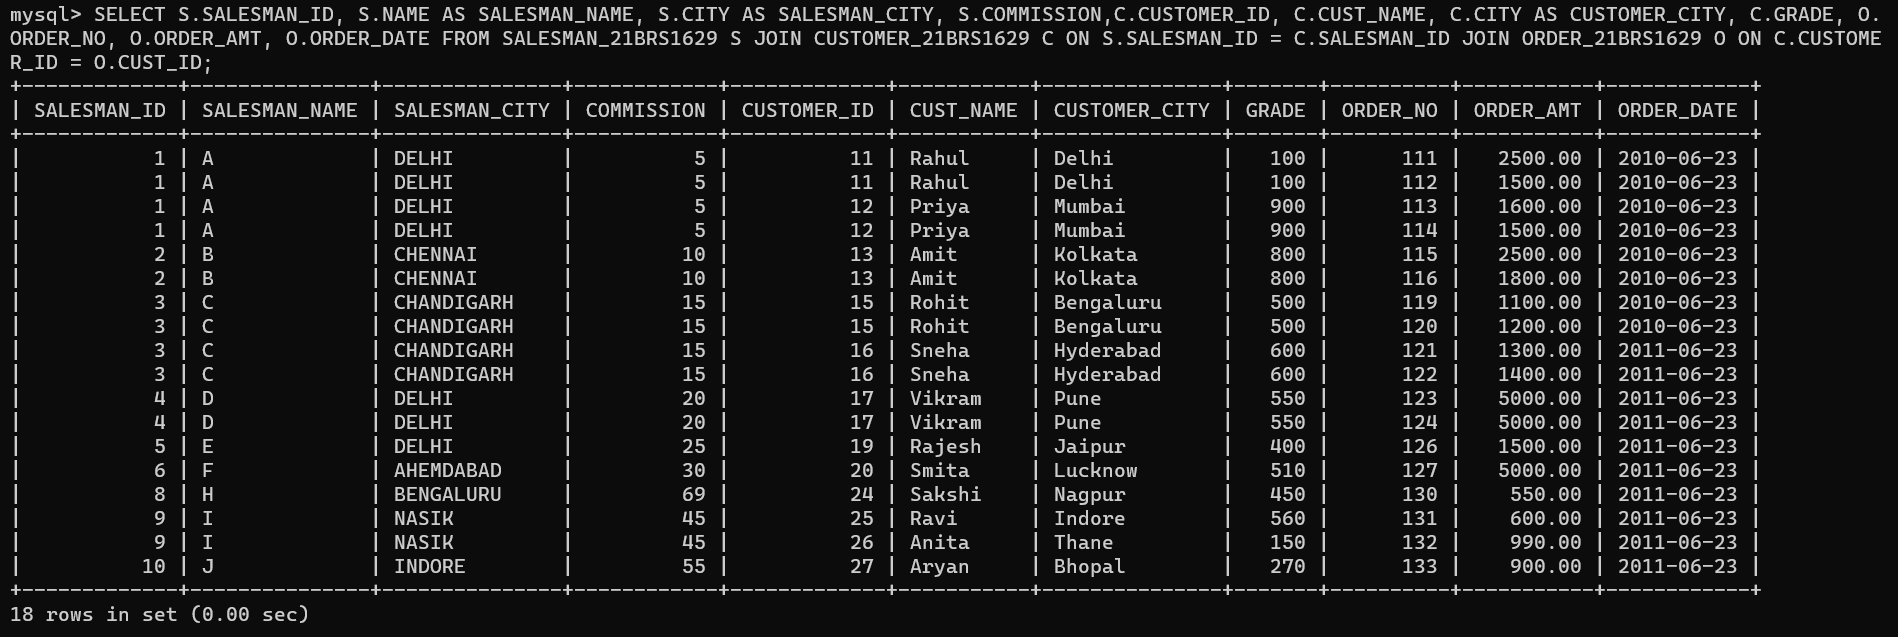 mysql> SELECT S.SALESMAN_ID, S.NAME AS SALESMAN_NAME, S.CITY AS SALESMAN_CITY, S.COMMISSION,C.CUSTOMER_ID, C.CUST_NAME, C.CITY AS CUSTOMER_CITY, C.GRADE, O.
ORDER_NO, O.ORDER_AMT, O.ORDER_DATE FROM SALESMAN_21BRS1629 S JOIN CUSTOMER_21BRS1629 C ON S.SALESMAN_ID = C.SALESMAN_ID JOIN ORDER_21BRS1629 O ON C.CUSTOME
R_ID = O.CUST_ID;
+-------------+---------------+---------------+------------+-------------+-----------+---------------+-------+----------+-----------+------------+
| SALESMAN_ID | SALESMAN_NAME | SALESMAN_CITY | COMMISSION | CUSTOMER_ID | CUST_NAME | CUSTOMER_CITY | GRADE | ORDER_NO | ORDER_AMT | ORDER_DATE |
+-------------+---------------+---------------+------------+-------------+-----------+---------------+-------+----------+-----------+------------+
|           1 | A             | DELHI         |          5 |          11 | Rahul     | Delhi         |   100 |      111 |   2500.00 | 2010-06-23 |
|           1 | A             | DELHI         |          5 |          11 | Rahul     | Delhi         |   100 |      112 |   1500.00 | 2010-06-23 |
|           1 | A             | DELHI         |          5 |          12 | Priya     | Mumbai        |   900 |      113 |   1600.00 | 2010-06-23 |
|           1 | A             | DELHI         |          5 |          12 | Priya     | Mumbai        |   900 |      114 |   1500.00 | 2010-06-23 |
|           2 | B             | CHENNAI       |         10 |          13 | Amit      | Kolkata       |   800 |      115 |   2500.00 | 2010-06-23 |
|           2 | B             | CHENNAI       |         10 |          13 | Amit      | Kolkata       |   800 |      116 |   1800.00 | 2010-06-23 |
|           3 | C             | CHANDIGARH    |         15 |          15 | Rohit     | Bengaluru     |   500 |      119 |   1100.00 | 2010-06-23 |
|           3 | C             | CHANDIGARH    |         15 |          15 | Rohit     | Bengaluru     |   500 |      120 |   1200.00 | 2010-06-23 |
|           3 | C             | CHANDIGARH    |         15 |          16 | Sneha     | Hyderabad     |   600 |      121 |   1300.00 | 2011-06-23 |
|           3 | C             | CHANDIGARH    |         15 |          16 | Sneha     | Hyderabad     |   600 |      122 |   1400.00 | 2011-06-23 |
|           4 | D             | DELHI         |         20 |          17 | Vikram    | Pune          |   550 |      123 |   5000.00 | 2011-06-23 |
|           4 | D             | DELHI         |         20 |          17 | Vikram    | Pune          |   550 |      124 |   5000.00 | 2011-06-23 |
|           5 | E             | DELHI         |         25 |          19 | Rajesh    | Jaipur        |   400 |      126 |   1500.00 | 2011-06-23 |
|           6 | F             | AHEMDABAD     |         30 |          20 | Smita     | Lucknow       |   510 |      127 |   5000.00 | 2011-06-23 |
|           8 | H             | BENGALURU     |         69 |          24 | Sakshi    | Nagpur        |   450 |      130 |    550.00 | 2011-06-23 |
|           9 | I             | NASIK         |         45 |          25 | Ravi      | Indore        |   560 |      131 |    600.00 | 2011-06-23 |
|           9 | I             | NASIK         |         45 |          26 | Anita     | Thane         |   150 |      132 |    990.00 | 2011-06-23 |
|          10 | J             | INDORE        |         55 |          27 | Aryan     | Bhopal        |   270 |      133 |    900.00 | 2011-06-23 |
+-------------+---------------+---------------+------------+-------------+-----------+---------------+-------+----------+-----------+------------+
18 rows in set (0.00 sec)